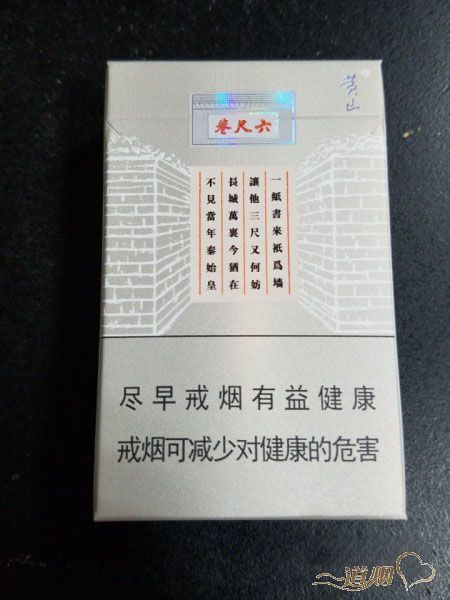 黄山
六尺巷
一紙書來衹爲墻
讓他三尺又何妨
長城萬裏今猶在
不見當年秦始皇
尽早戒烟有益健康
戒烟可减少对健康的危害